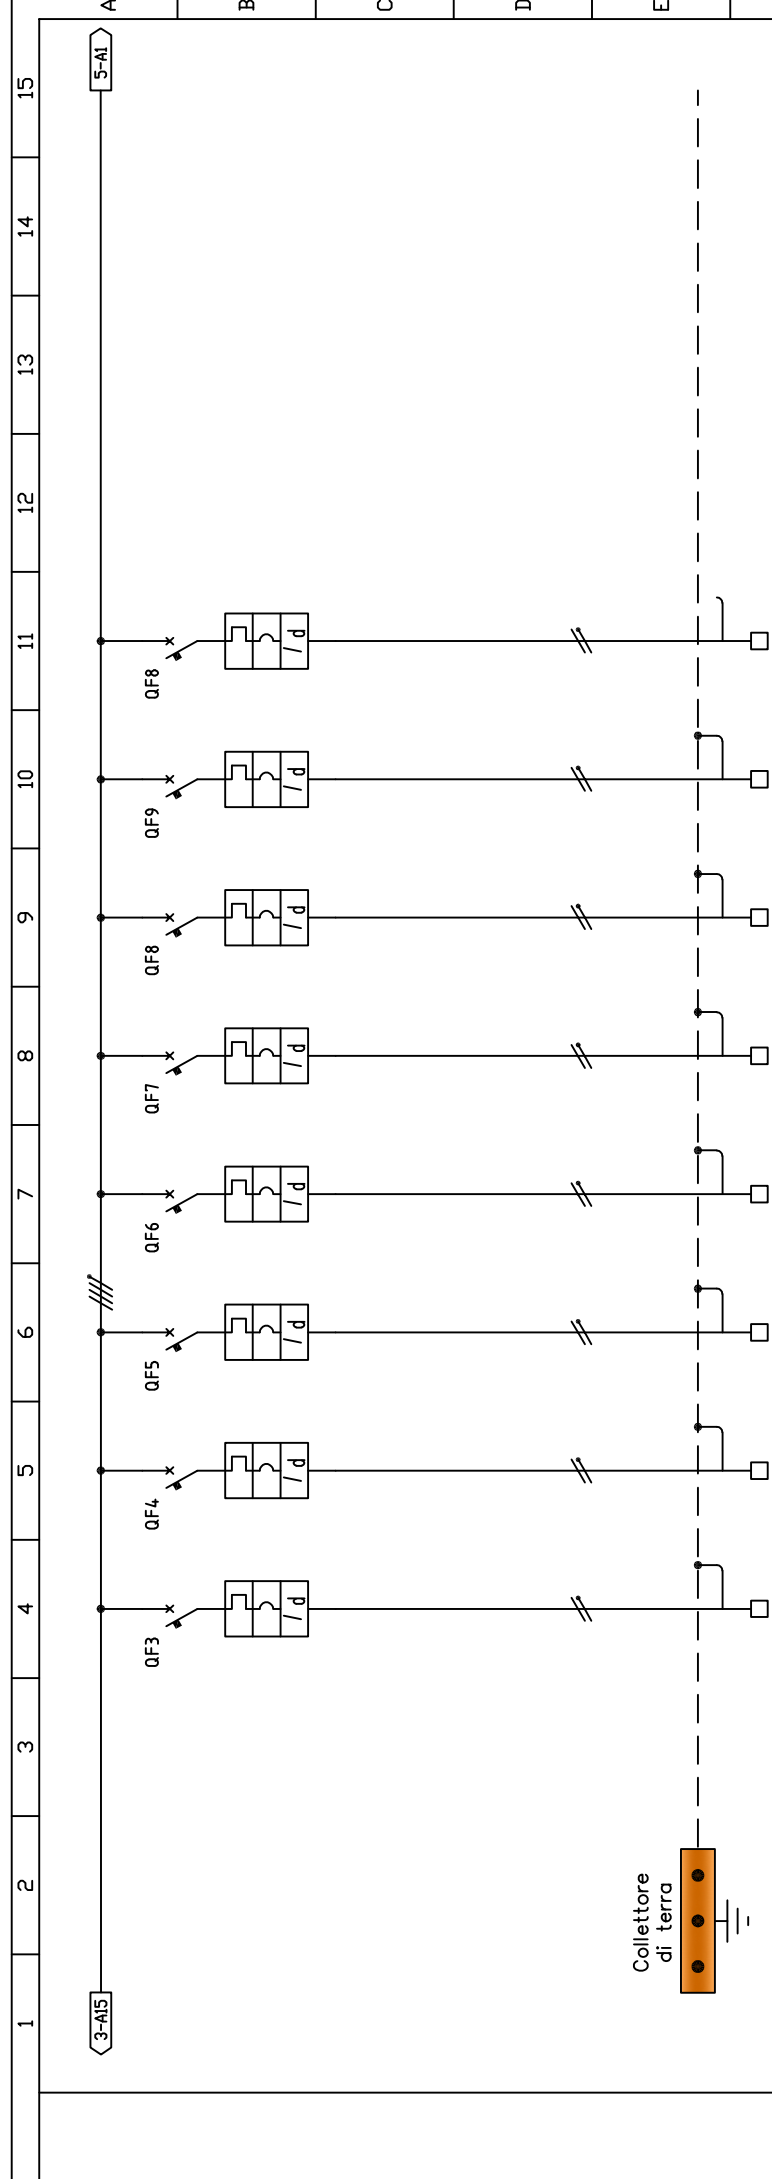 1 2 3 4 5 6 7 8 9 10 11 12 13 14 15
A
3-A15
5-A1
QF3 QF4 QF5 QF6 QF7 QF8 QF9 QF8
B
I d I d I d I d I d I d I d I d
C
D
E
Collettore
di terra